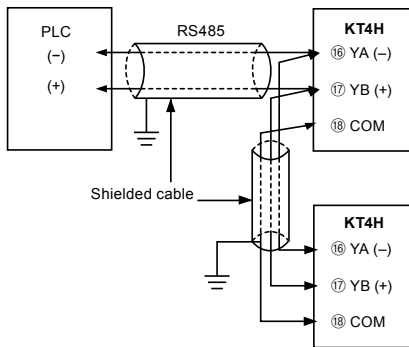 PLC
(–)
(+)
RS485
KT4H
⑯ YA (–)
⑰ YB (+)
⑱ COM
Shielded cable
KT4H
⑯ YA (–)
⑰ YB (+)
⑱ COM